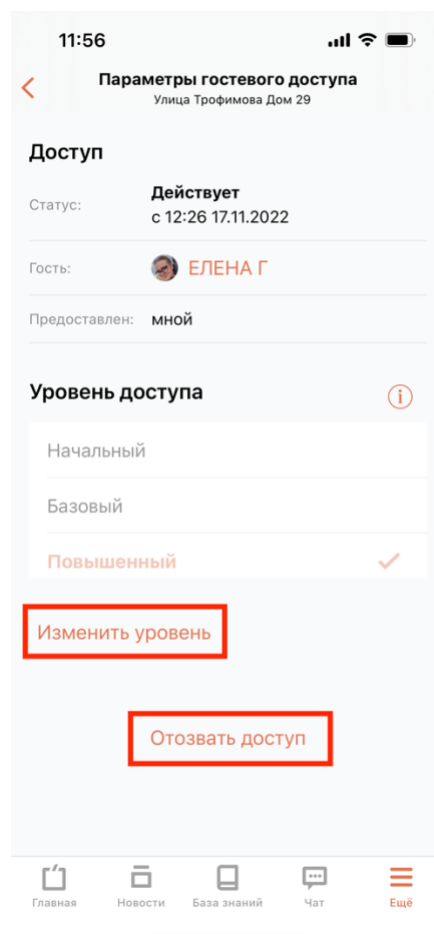 11:56
Параметры гостевого доступа
Улица Трофимова Дом 29
Доступ
Статус: Действует
с 12:26 17.11.2022
Гость: ЕЛЕНА Г
Предоставлен: мной
Уровень доступа
Начальный
Базовый
Повышенный
Изменить уровень
Отозвать доступ
Главная Новости База знаний Чат Ещё